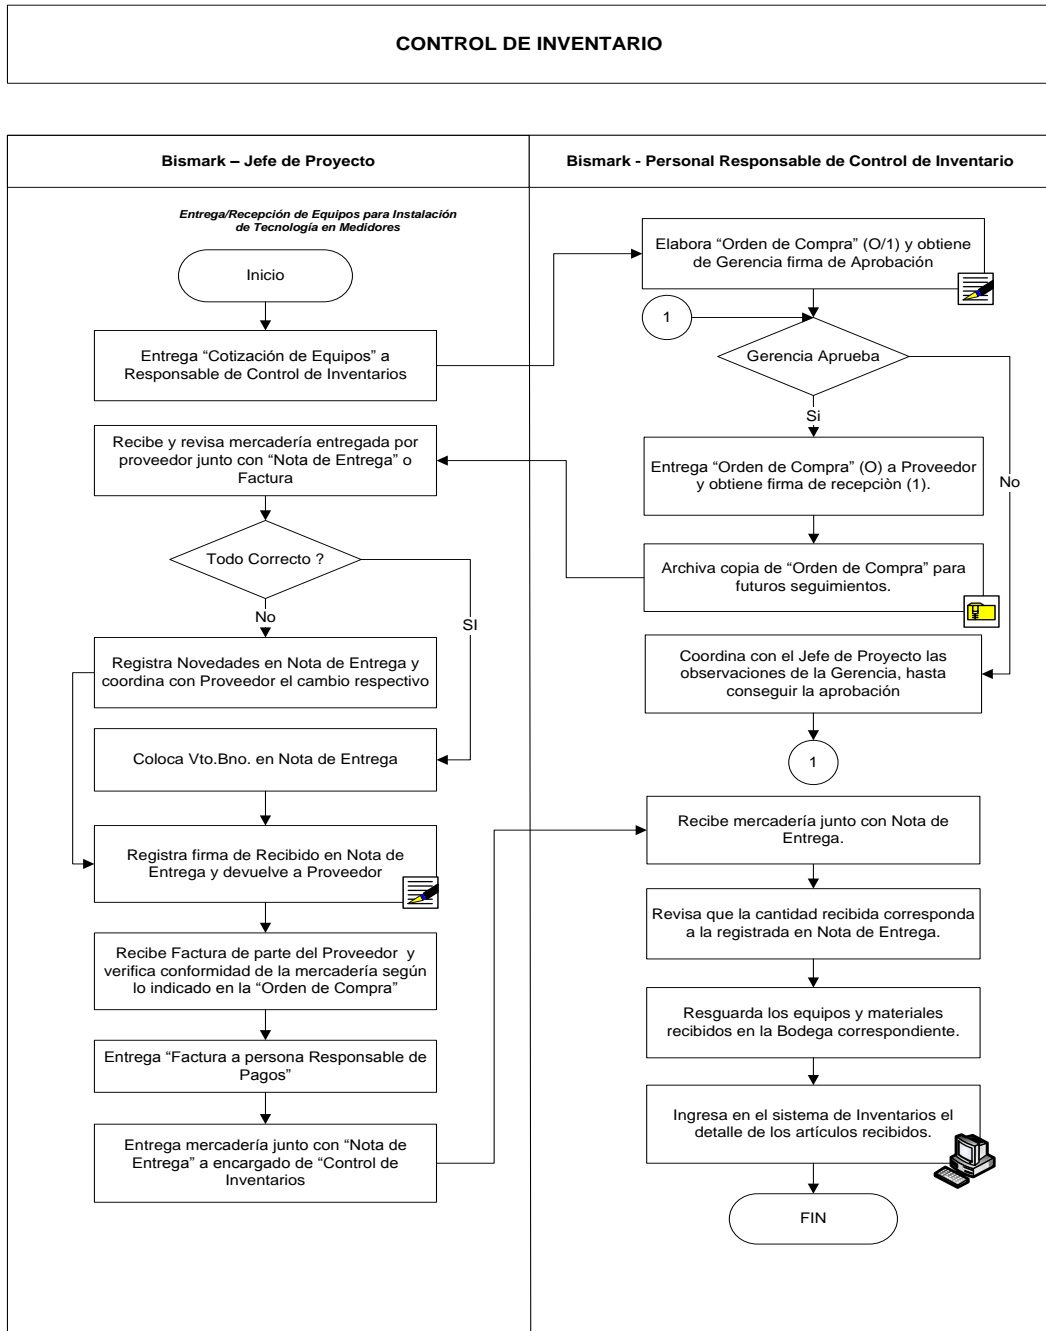 CONTROL DE INVENTARIO
Bismark – Jefe de Proyecto
Bismark - Personal Responsable de Control de Inventario
Entrega/Recepción de Equipos para Instalación
de Tecnología en Medidores
Inicio
Entrega “Cotización de Equipos” a
Responsable de Control de Inventarios
Recibe y revisa mercadería entregada por
proveedor junto con “Nota de Entrega” o
Factura
Todo Correcto ?
No
SI
Registra Novedades en Nota de Entrega y
coordina con Proveedor el cambio respectivo
Coloca Vto.Bno. en Nota de Entrega
Registra firma de Recibido en Nota de
Entrega y devuelve a Proveedor
Recibe Factura de parte del Proveedor y
verifica conformidad de la mercadería según
lo indicado en la “Orden de Compra”
Entrega “Factura a persona Responsable de
Pagos”
Entrega mercadería junto con “Nota de
Entrega” a encargado de “Control de
Inventarios
Elabora “Orden de Compra” (O/1) y obtiene
de Gerencia firma de Aprobación
1
Gerencia Aprueba
Si
No
Entrega “Orden de Compra” (O) a Proveedor
y obtiene firma de recepciòn (1).
Archiva copia de “Orden de Compra” para
futuros seguimientos.
Coordina con el Jefe de Proyecto las
observaciones de la Gerencia, hasta
conseguir la aprobación
1
Recibe mercadería junto con Nota de
Entrega.
Revisa que la cantidad recibida corresponda
a la registrada en Nota de Entrega.
Resguarda los equipos y materiales
recibidos en la Bodega correspondiente.
Ingresa en el sistema de Inventarios el
detalle de los artículos recibidos.
FIN